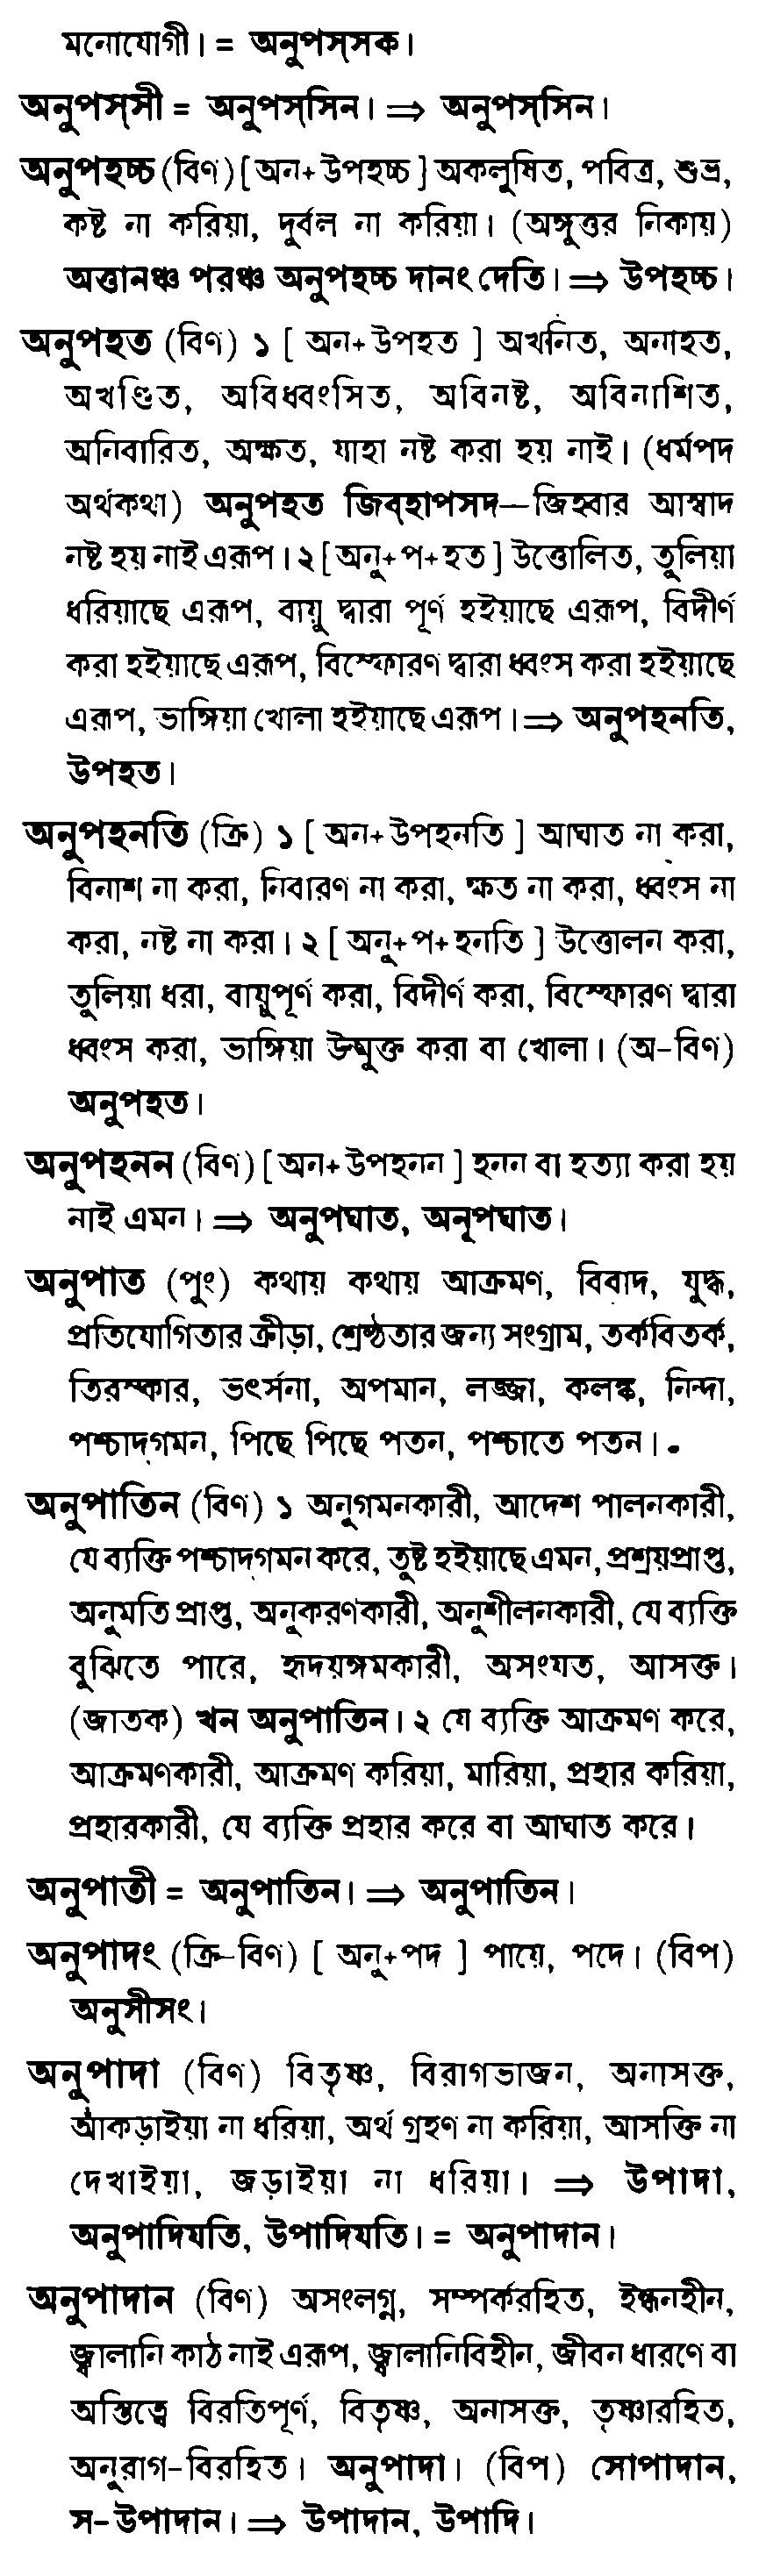 মনোযোগী। = অনুপস্‌সক।
অনুপস্‌সী = অনুপস্‌সিন। ⇒ অনুপস্‌সিন।
অনুপহচ্চ (বিণ) [ অন+উপহচ্চ ] অকলুষিত, পবিত্র, শুভ্র,
কষ্ট না করিয়া, দুর্বল না করিয়া। (অঙ্গুত্তর নিকায়)
অত্তানঞ্চ পরঞ্চ অনুপহচ্চ দানং দেতি। ⇒ উপহচ্চ।
অনুপহত (বিণ) ১ [ অন+উপহত ] অখনিত, অনাহত,
অখণ্ডিত, অবিধ্বংসিত, অবিনষ্ট, অবিনাশিত,
অনিবারিত, অক্ষত, যাহা নষ্ট করা হয় নাই। (ধর্মপদ
অর্থকথা) অনুপহত জিব্‌হাপসদ—জিহ্বার আস্বাদ
নষ্ট হয় নাই এরূপ। ২ [ অনু+প+হত ] উত্তোলিত, তুলিয়া
ধরিয়াছে এরূপ, বায়ু দ্বারা পূর্ণ হইয়াছে এরূপ, বিদীর্ণ
করা হইয়াছে এরূপ, বিস্ফোরণ দ্বারা ধ্বংস করা হইয়াছে
এরূপ, ভাঙ্গিয়া খোলা হইয়াছে এরূপ। ⇒ অনুপহনতি,
উপহত।
অনুপহনতি (ক্রি) ১ [ অন+উপহনতি ] আঘাত না করা,
বিনাশ না করা, নিবারণ না করা, ক্ষত না করা, ধ্বংস না
করা, নষ্ট না করা। ২ [ অনু+প+হনতি ] উত্তোলন করা,
তুলিয়া ধরা, বায়ুপূর্ণ করা, বিদীর্ণ করা, বিস্ফোরণ দ্বারা
ধ্বংস করা, ভাঙ্গিয়া উন্মুক্ত করা বা খোলা। (অ-বিণ)
অনুপহত।
অনুপহনন (বিণ) [ অন+উপহনন ] হনন বা হত্যা করা হয়
নাই এমন। ⇒ অনুপঘাত, অনূপঘাত।
অনুপাত (পুং) কথায় কথায় আক্রমণ, বিবাদ, যুদ্ধ,
প্রতিযোগিতার ক্রীড়া, শ্রেষ্ঠতার জন্য সংগ্রাম, তর্কবিতর্ক,
তিরস্কার, ভর্ৎসনা, অপমান, লজ্জা, কলঙ্ক, নিন্দা,
পশ্চাদ্‌গমন, পিছে পিছে পতন, পশ্চাতে পতন।
অনুপাতিন (বিণ) ১ অনুগমনকারী, আদেশ পালনকারী,
যে ব্যক্তি পশ্চাদ্‌গমন করে, তুষ্ট হইয়াছে এমন, প্রশ্রয়প্রাপ্ত,
অনুমতি প্রাপ্ত, অনুকরণকারী, অনুশীলনকারী, যে ব্যক্তি
বুঝিতে পারে, হৃদয়ঙ্গমকারী, অসংযত, আসক্ত।
(জাতক) খন অনুপাতিন। ২ যে ব্যক্তি আক্রমণ করে,
আক্রমণকারী, আক্রমণ করিয়া, মারিয়া, প্রহার করিয়া,
প্রহারকারী, যে ব্যক্তি প্রহার করে বা আঘাত করে।
অনুপাতী = অনুপাতিন। ⇒ অনুপাতিন।
অনুপাদং (ক্রি-বিণ) [ অনু+পদ ] পায়ে, পদে। (বিপ)
অনুসীসং।
অনুপাদা (বিণ) বিতৃষ্ণ, বিরাগভাজন, অনাসক্ত,
আঁকড়াইয়া না ধরিয়া, অর্থ গ্রহণ না করিয়া, আসক্তি না
দেখাইয়া, জড়াইয়া না ধরিয়া। ⇒ উপাদা,
অনুপাদিযতি, উপাদিযতি। = অনুপাদান।
অনুপাদান (বিণ) অসংলগ্ন, সম্পর্করহিত, ইন্ধনহীন,
জ্বালানি কাঠ নাই এরূপ, জ্বালানিবিহীন, জীবন ধারণে বা
অস্তিত্বে বিরতিপূর্ণ, বিতৃষ্ণ, অনাসক্ত, তৃষ্ণারহিত,
অনুরাগ-বিরহিত। অনুপাদা। (বিপ) সোপাদান,
স-উপাদান। ⇒ উপাদান, উপাদি।